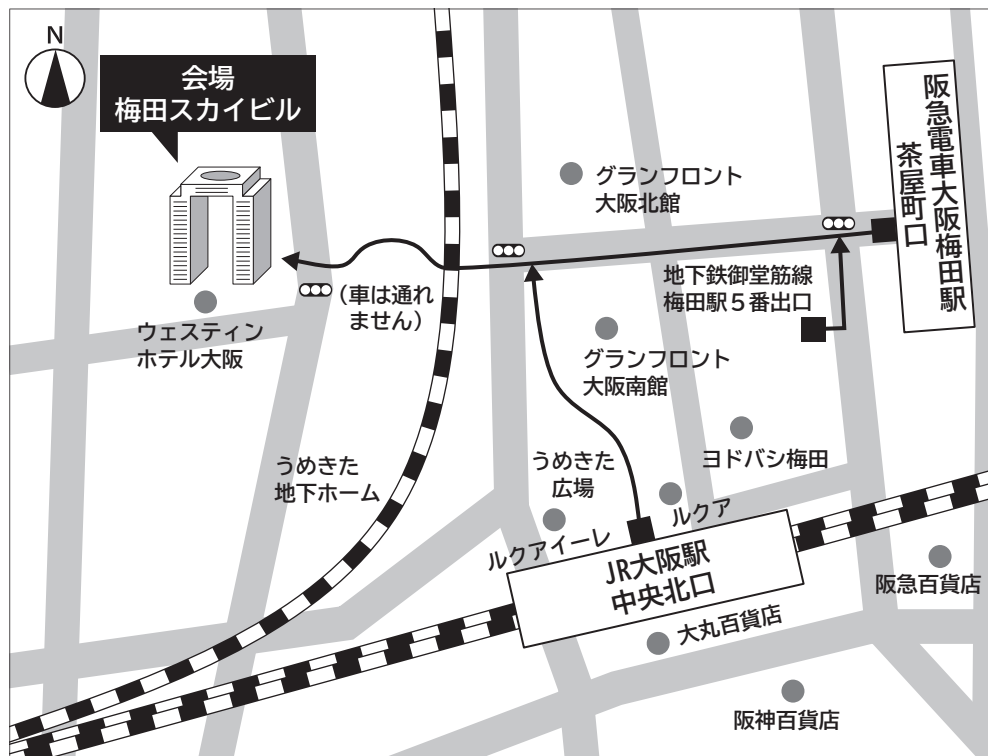 N
会場
梅田スカイビル
グランフロント
大阪北館
阪急電車大阪梅田駅
茶屋町口
地下鉄御堂筋線
梅田駅5番出口
（車は通れ
ません）
ウェスティン
ホテル大阪
グランフロント
大阪南館
ヨドバシ梅田
うめきた
地下ホーム
うめきた
広場
ルクア
ルクアイーレ
JR大阪駅
中央北口
阪急百貨店
大丸百貨店
阪神百貨店